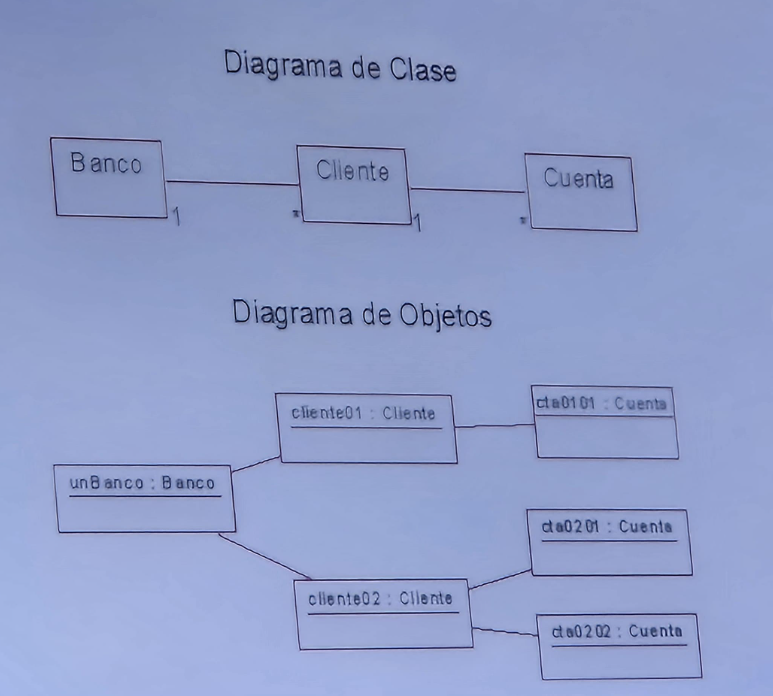 Diagrama de Clase
Banco
Cliente
Cuenta
1
*
1
*
Diagrama de Objetos
cliente01 : Cliente
cta0101 : Cuenta
unBanco : Banco
cta0201 : Cuenta
cliente02 : Cliente
cta0202 : Cuenta